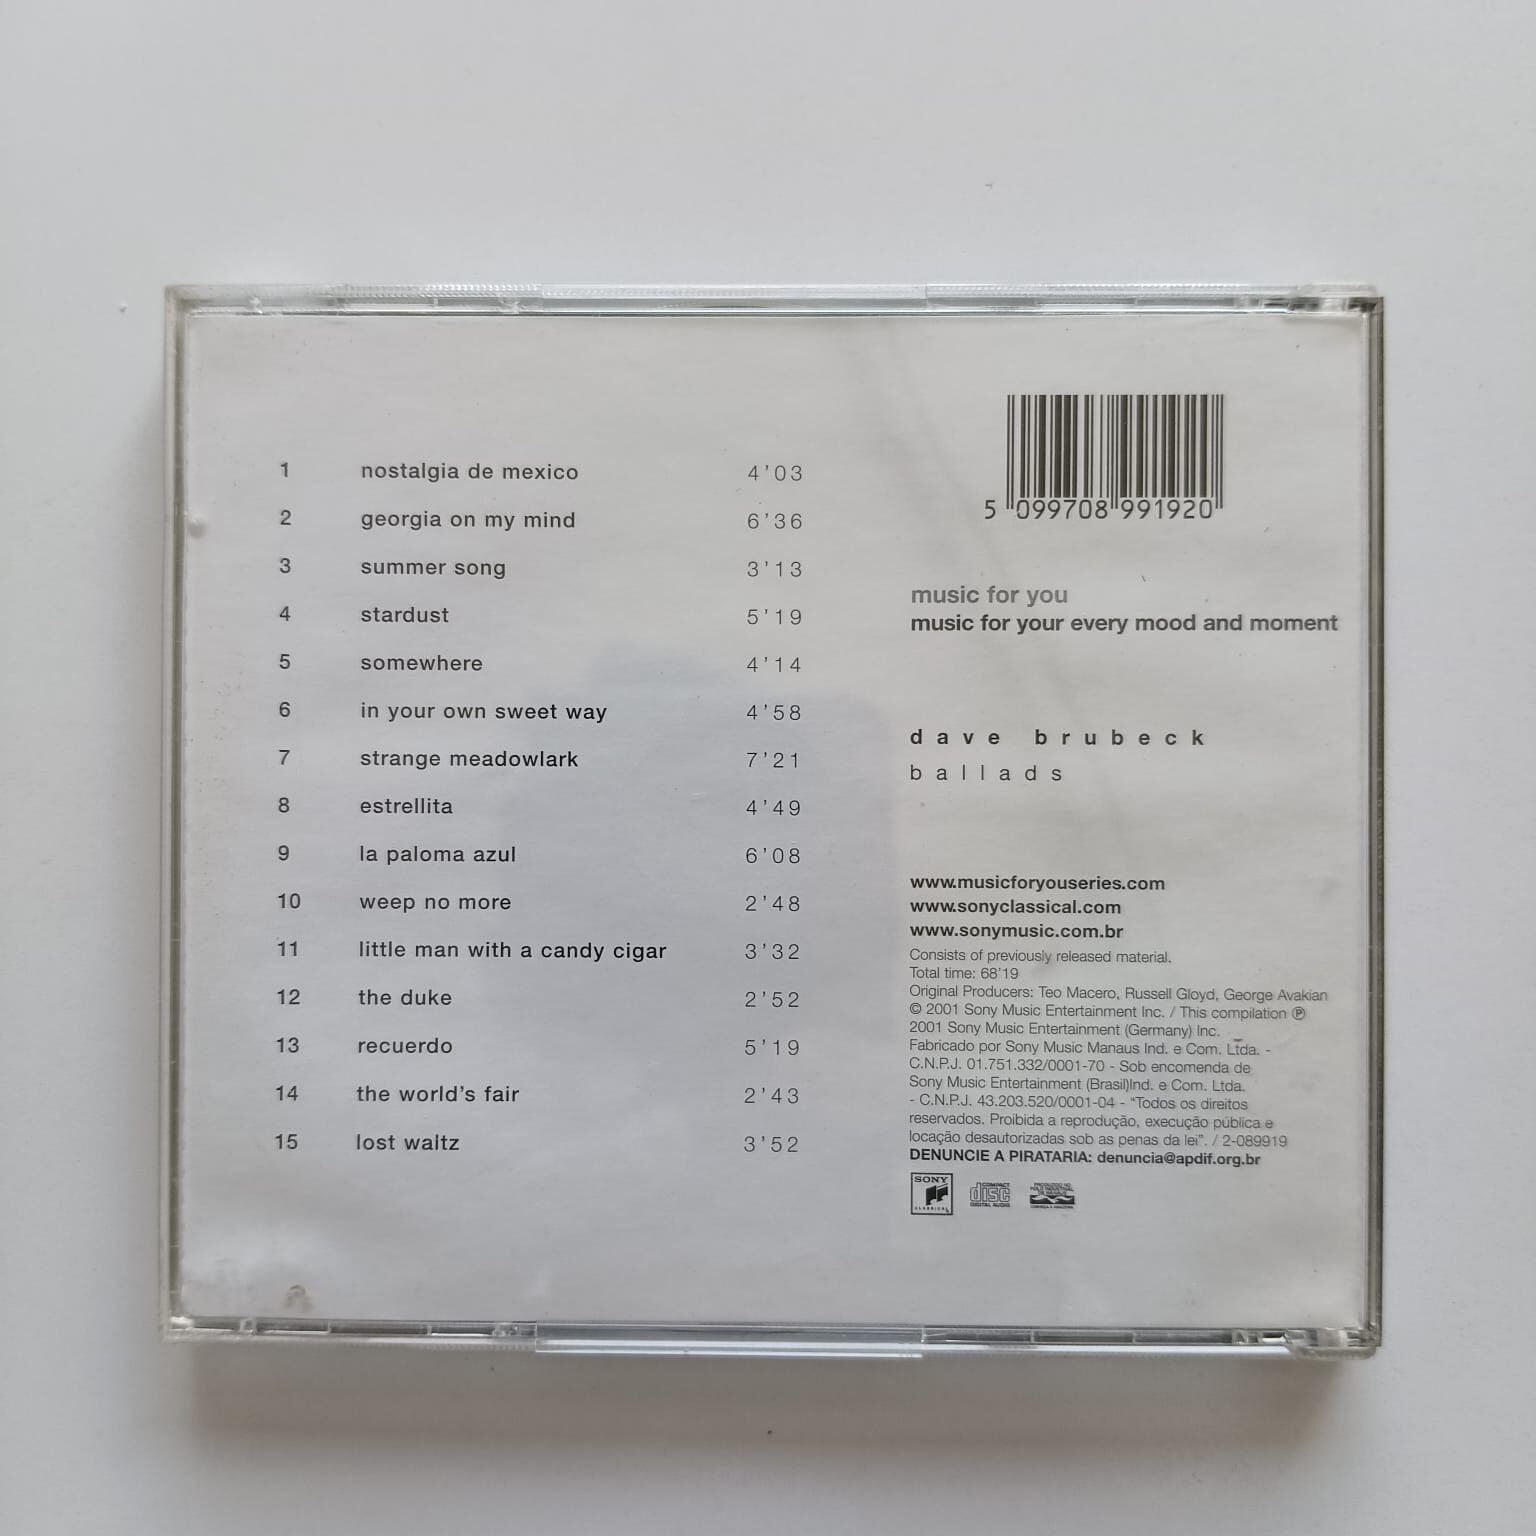 1 nostalgia de mexico 4'03
2 georgia on my mind 6'36
3 summer song 3'13
4 stardust 5'19
5 somewhere 4'14
6 in your own sweet way 4'58
7 strange meadowlark 7'21
8 estrellita 4'49
9 la paloma azul 6'08
10 weep no more 2'48
11 little man with a candy cigar 3'32
12 the duke 2'52
13 recuerdo 5'19
14 the world's fair 2'43
15 lost waltz 3'52
5 099708 991920
music for you
music for your every mood and moment
dave brubeck
ballads
www.musicforyouseries.com
www.sonyclassical.com
www.sonymusic.com.br
Consists of previously released material.
Total time: 68'19
Original Producers: Teo Macero, Russell Gloyd, George Avakian
© 2001 Sony Music Entertainment Inc. / This compilation ℗
2001 Sony Music Entertainment (Germany) Inc.
Fabricado por Sony Music Manaus Ind. e Com. Ltda. -
C.N.P.J. 01.751.332/0001-70 - Sob encomenda de
Sony Music Entertainment (Brasil)Ind. e Com. Ltda.
- C.N.P.J. 43.203.520/0001-04 - "Todos os direitos
reservados. Proibida a reprodução, execução pública e
locação desautorizadas sob as penas da lei". / 2-089919
DENUNCIE A PIRATARIA: denuncia@apdif.org.br
SONY
CLASSICAL
COMPACT
disc
DIGITAL AUDIO